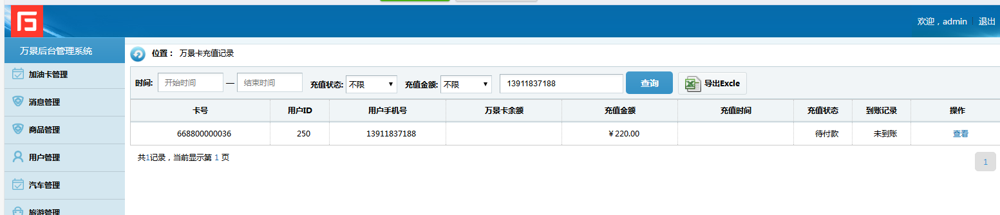 欢迎，admin 退出
万景后台管理系统
位置： 万景卡充值记录
加油卡管理
消息管理
商品管理
用户管理
汽车管理
旅游管理
时间: 开始时间 — 结束时间 充值状态: 不限 充值金额: 不限 13911837188 查询 导出Excle
卡号 用户ID 用户手机号 万景卡余额 充值金额 充值时间 充值状态 到账记录 操作
668800000036 250 13911837188 ￥220.00 待付款 未到账 查看
共1记录，当前显示第 1 页
1